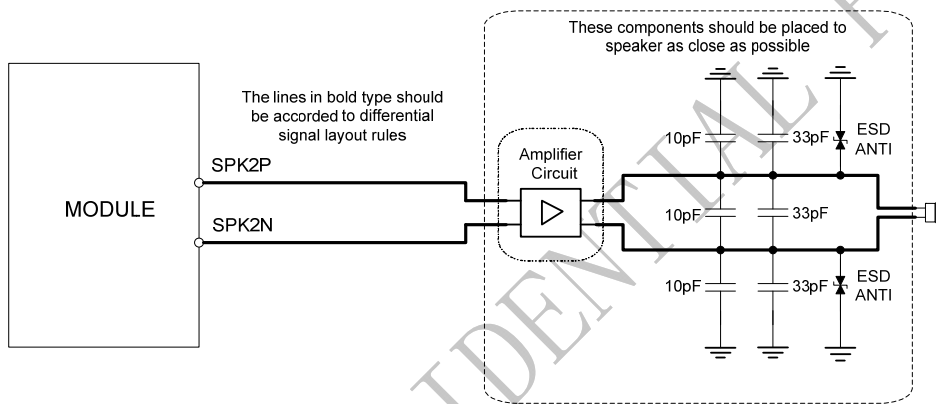 These components should be placed to
speaker as close as possible
The lines in bold type should
be accorded to differential
signal layout rules
10pF
33pF
ESD
ANTI
Amplifier
Circuit
SPK2P
MODULE
10pF
33pF
SPK2N
10pF
33pF
ESD
ANTI
IDENTIAL